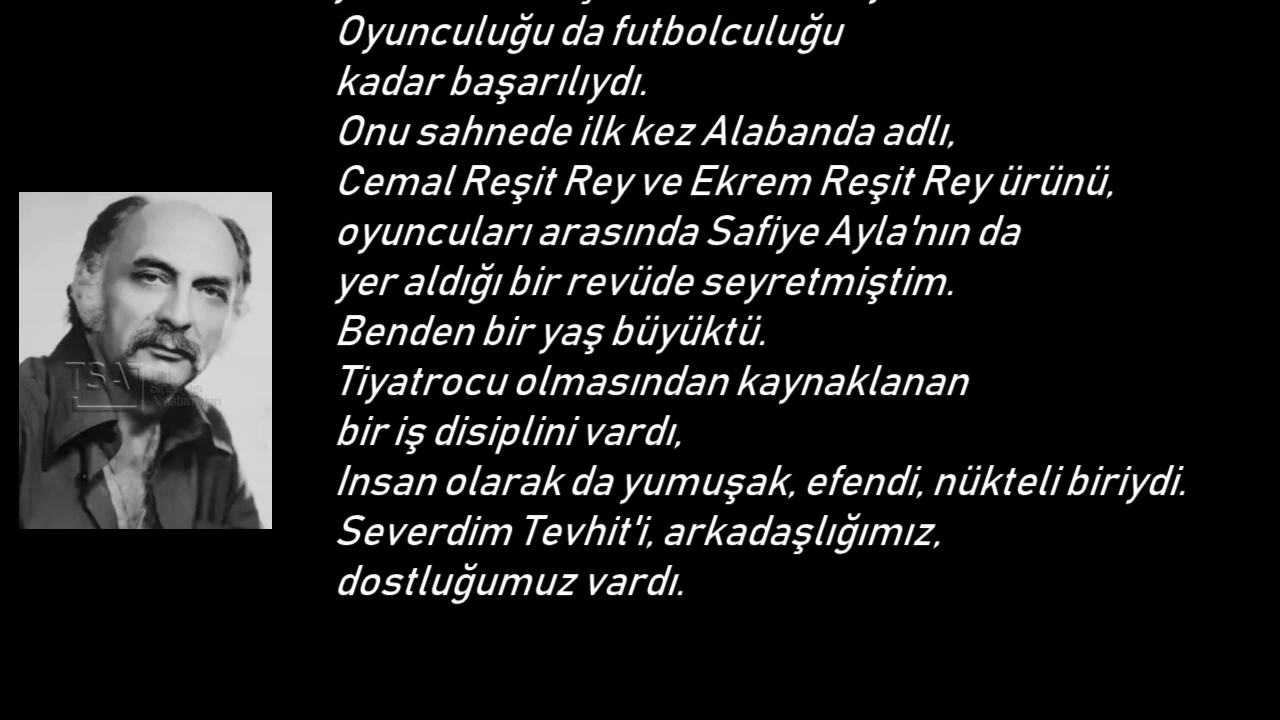 Oyunculuğu da futbolculuğu
kadar başarılıydı.
Onu sahnede ilk kez Alabanda adlı,
Cemal Reşit Rey ve Ekrem Reşit Rey ürünü,
oyuncuları arasında Safiye Ayla'nın da
yer aldığı bir revüde seyretmiştim.
Benden bir yaş büyüktü.
Tiyatrocu olmasından kaynaklanan
bir iş disiplini vardı,
Insan olarak da yumuşak, efendi, nükteli biriydi.
Severdim Tevhit'i, arkadaşlığımız,
dostluğumuz vardı.
TSA